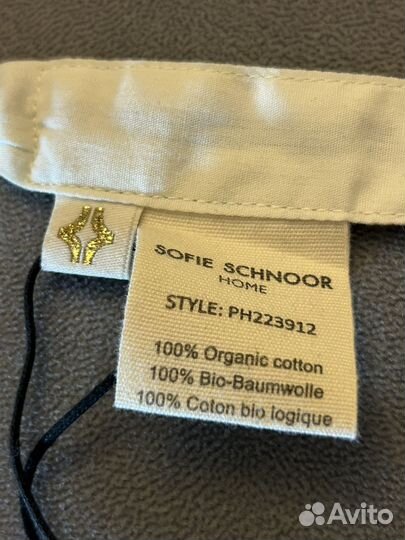 SOFIE SCHNOOR
HOME
STYLE: PH223912
100% Organic cotton
100% Bio-Baumwolle
100% Coton bio logique
Avito